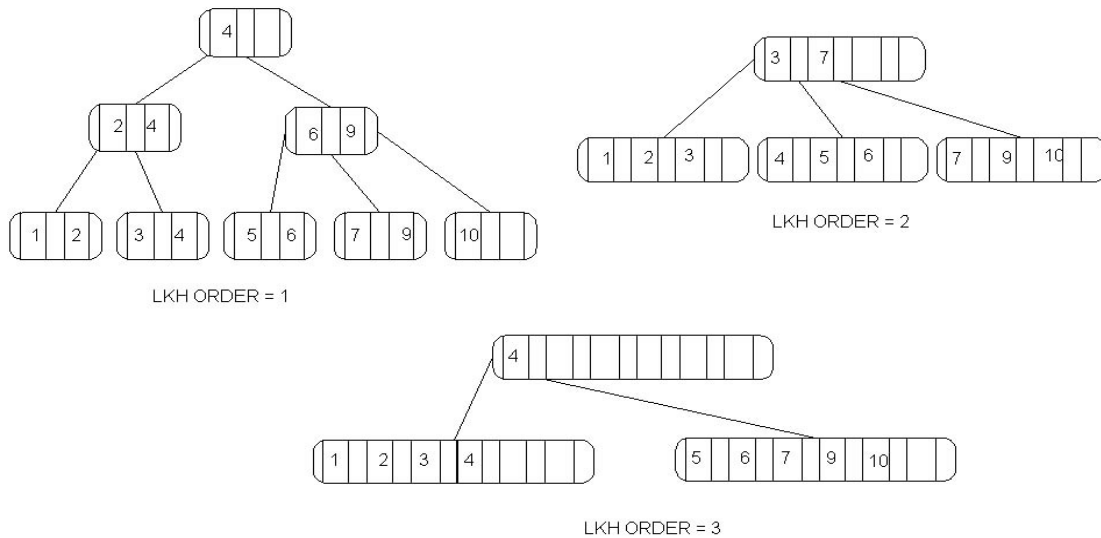 4
2 4
6 9
1 2
3 4
5 6
7 9
10
LKH ORDER = 1
3 7
1 2 3
4 5 6
7 9 10
LKH ORDER = 2
4
1 2 3 4
5 6 7 9 10
LKH ORDER = 3